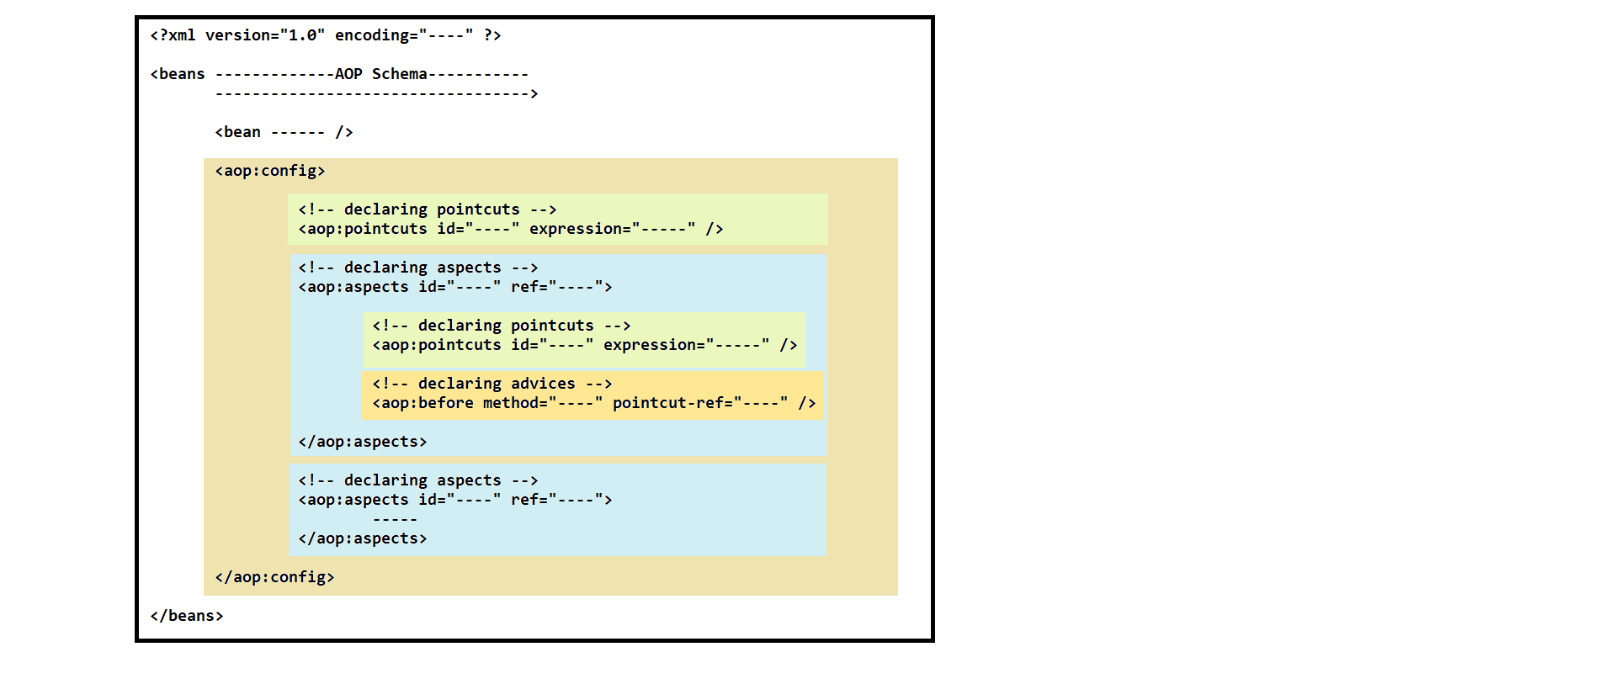 <?xml version="1.0" encoding="----" ?>
<beans -------------AOP Schema-----------
---------------------------------->
<bean ------ />
<aop:config>
<!-- declaring pointcuts -->
<aop:pointcuts id="----" expression="-----" />
<!-- declaring aspects -->
<aop:aspects id="----" ref="----">
<!-- declaring pointcuts -->
<aop:pointcuts id="----" expression="-----" />
<!-- declaring advices -->
<aop:before method="----" pointcut-ref="----" />
</aop:aspects>
<!-- declaring aspects -->
<aop:aspects id="----" ref="----">
-----
</aop:aspects>
</aop:config>
</beans>